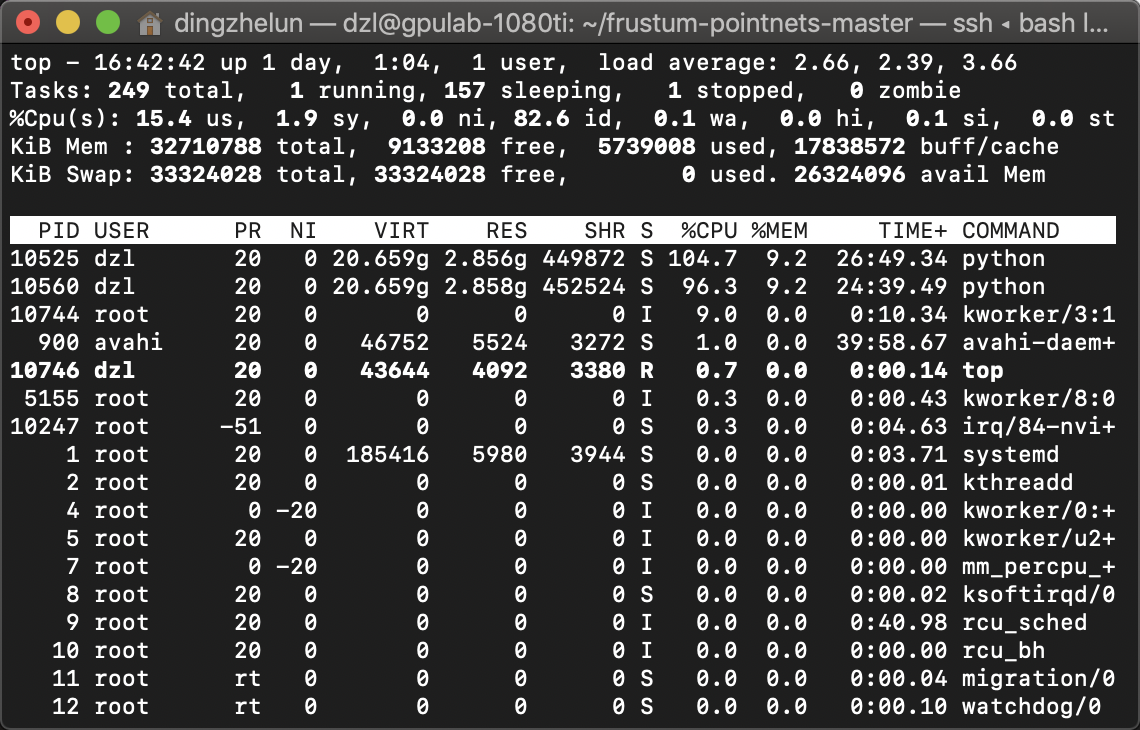 dingzhelun — dzl@gpulab-1080ti: ~/frustum-pointnets-master — ssh ◂ bash l...
top - 16:42:42 up 1 day,  1:04,  1 user,  load average: 2.66, 2.39, 3.66
Tasks: 249 total,   1 running, 157 sleeping,   1 stopped,   0 zombie
%Cpu(s): 15.4 us,  1.9 sy,  0.0 ni, 82.6 id,  0.1 wa,  0.0 hi,  0.1 si,  0.0 st
KiB Mem : 32710788 total,  9133208 free,  5739008 used, 17838572 buff/cache
KiB Swap: 33324028 total, 33324028 free,        0 used. 26324096 avail Mem
  PID USER      PR  NI    VIRT    RES    SHR S  %CPU %MEM     TIME+ COMMAND
10525 dzl       20   0 20.659g 2.856g 449872 S 104.7  9.2  26:49.34 python
10560 dzl       20   0 20.659g 2.858g 452524 S  96.3  9.2  24:39.49 python
10744 root      20   0       0      0      0 I   9.0  0.0   0:10.34 kworker/3:1
  900 avahi     20   0   46752   5524   3272 S   1.0  0.0  39:58.67 avahi-daem+
10746 dzl       20   0   43644   4092   3380 R   0.7  0.0   0:00.14 top
 5155 root      20   0       0      0      0 I   0.3  0.0   0:00.43 kworker/8:0
10247 root     -51   0       0      0      0 S   0.3  0.0   0:04.63 irq/84-nvi+
    1 root      20   0  185416   5980   3944 S   0.0  0.0   0:03.71 systemd
    2 root      20   0       0      0      0 S   0.0  0.0   0:00.01 kthreadd
    4 root       0 -20       0      0      0 I   0.0  0.0   0:00.00 kworker/0:+
    5 root      20   0       0      0      0 I   0.0  0.0   0:00.00 kworker/u2+
    7 root       0 -20       0      0      0 I   0.0  0.0   0:00.00 mm_percpu_+
    8 root      20   0       0      0      0 S   0.0  0.0   0:00.02 ksoftirqd/0
    9 root      20   0       0      0      0 I   0.0  0.0   0:40.98 rcu_sched
   10 root      20   0       0      0      0 I   0.0  0.0   0:00.00 rcu_bh
   11 root      rt   0       0      0      0 S   0.0  0.0   0:00.04 migration/0
   12 root      rt   0       0      0      0 S   0.0  0.0   0:00.10 watchdog/0